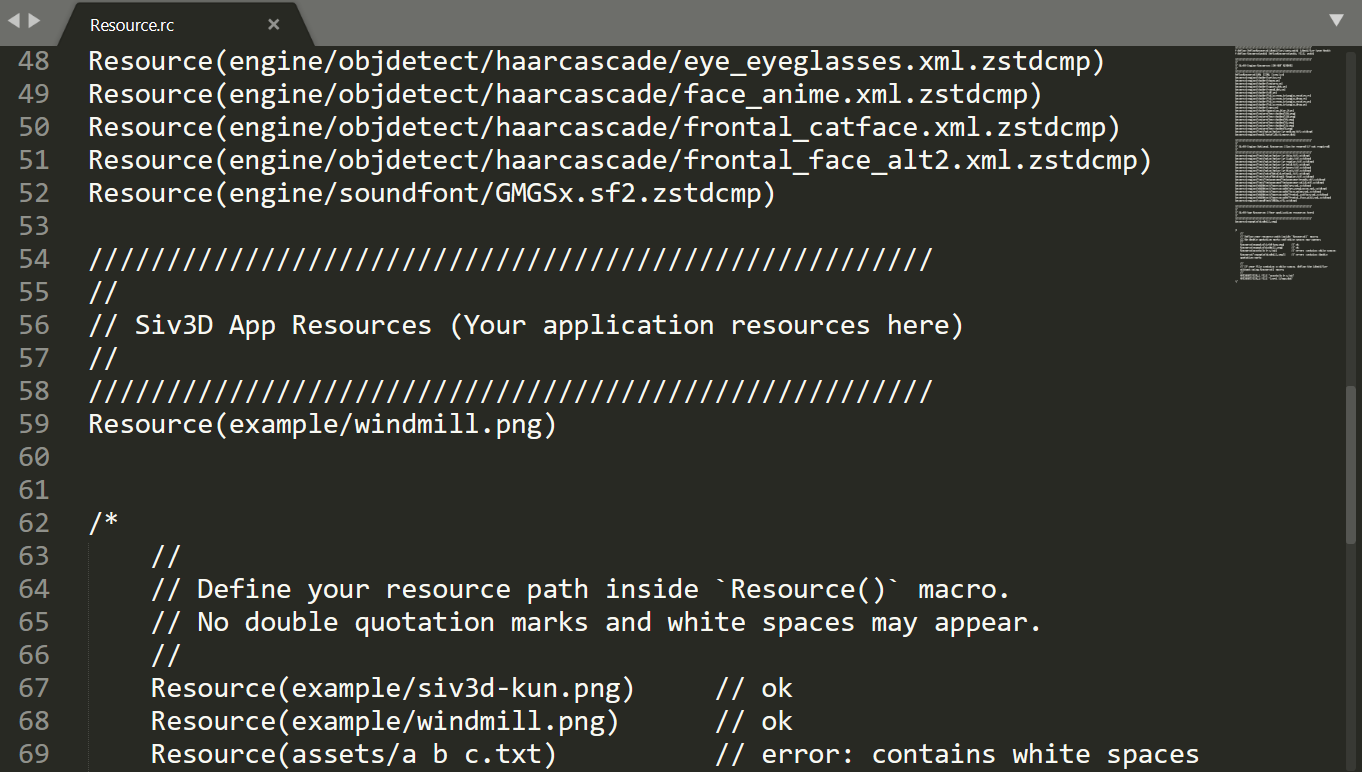 Resource.rc
48 Resource(engine/objdetect/haarcascade/eye_eyeglasses.xml.zstdcmp)
49 Resource(engine/objdetect/haarcascade/face_anime.xml.zstdcmp)
50 Resource(engine/objdetect/haarcascade/frontal_catface.xml.zstdcmp)
51 Resource(engine/objdetect/haarcascade/frontal_face_alt2.xml.zstdcmp)
52 Resource(engine/soundfont/GMGSx.sf2.zstdcmp)
53
54 //////////////////////////////////////////////////////
55 //
56 // Siv3D App Resources (Your application resources here)
57 //
58 //////////////////////////////////////////////////////
59 Resource(example/windmill.png)
60
61
62 /*
63     //
64     // Define your resource path inside `Resource()` macro.
65     // No double quotation marks and white spaces may appear.
66     //
67     Resource(example/siv3d-kun.png)     // ok
68     Resource(example/windmill.png)      // ok
69     Resource(assets/a b c.txt)          // error: contains white spaces